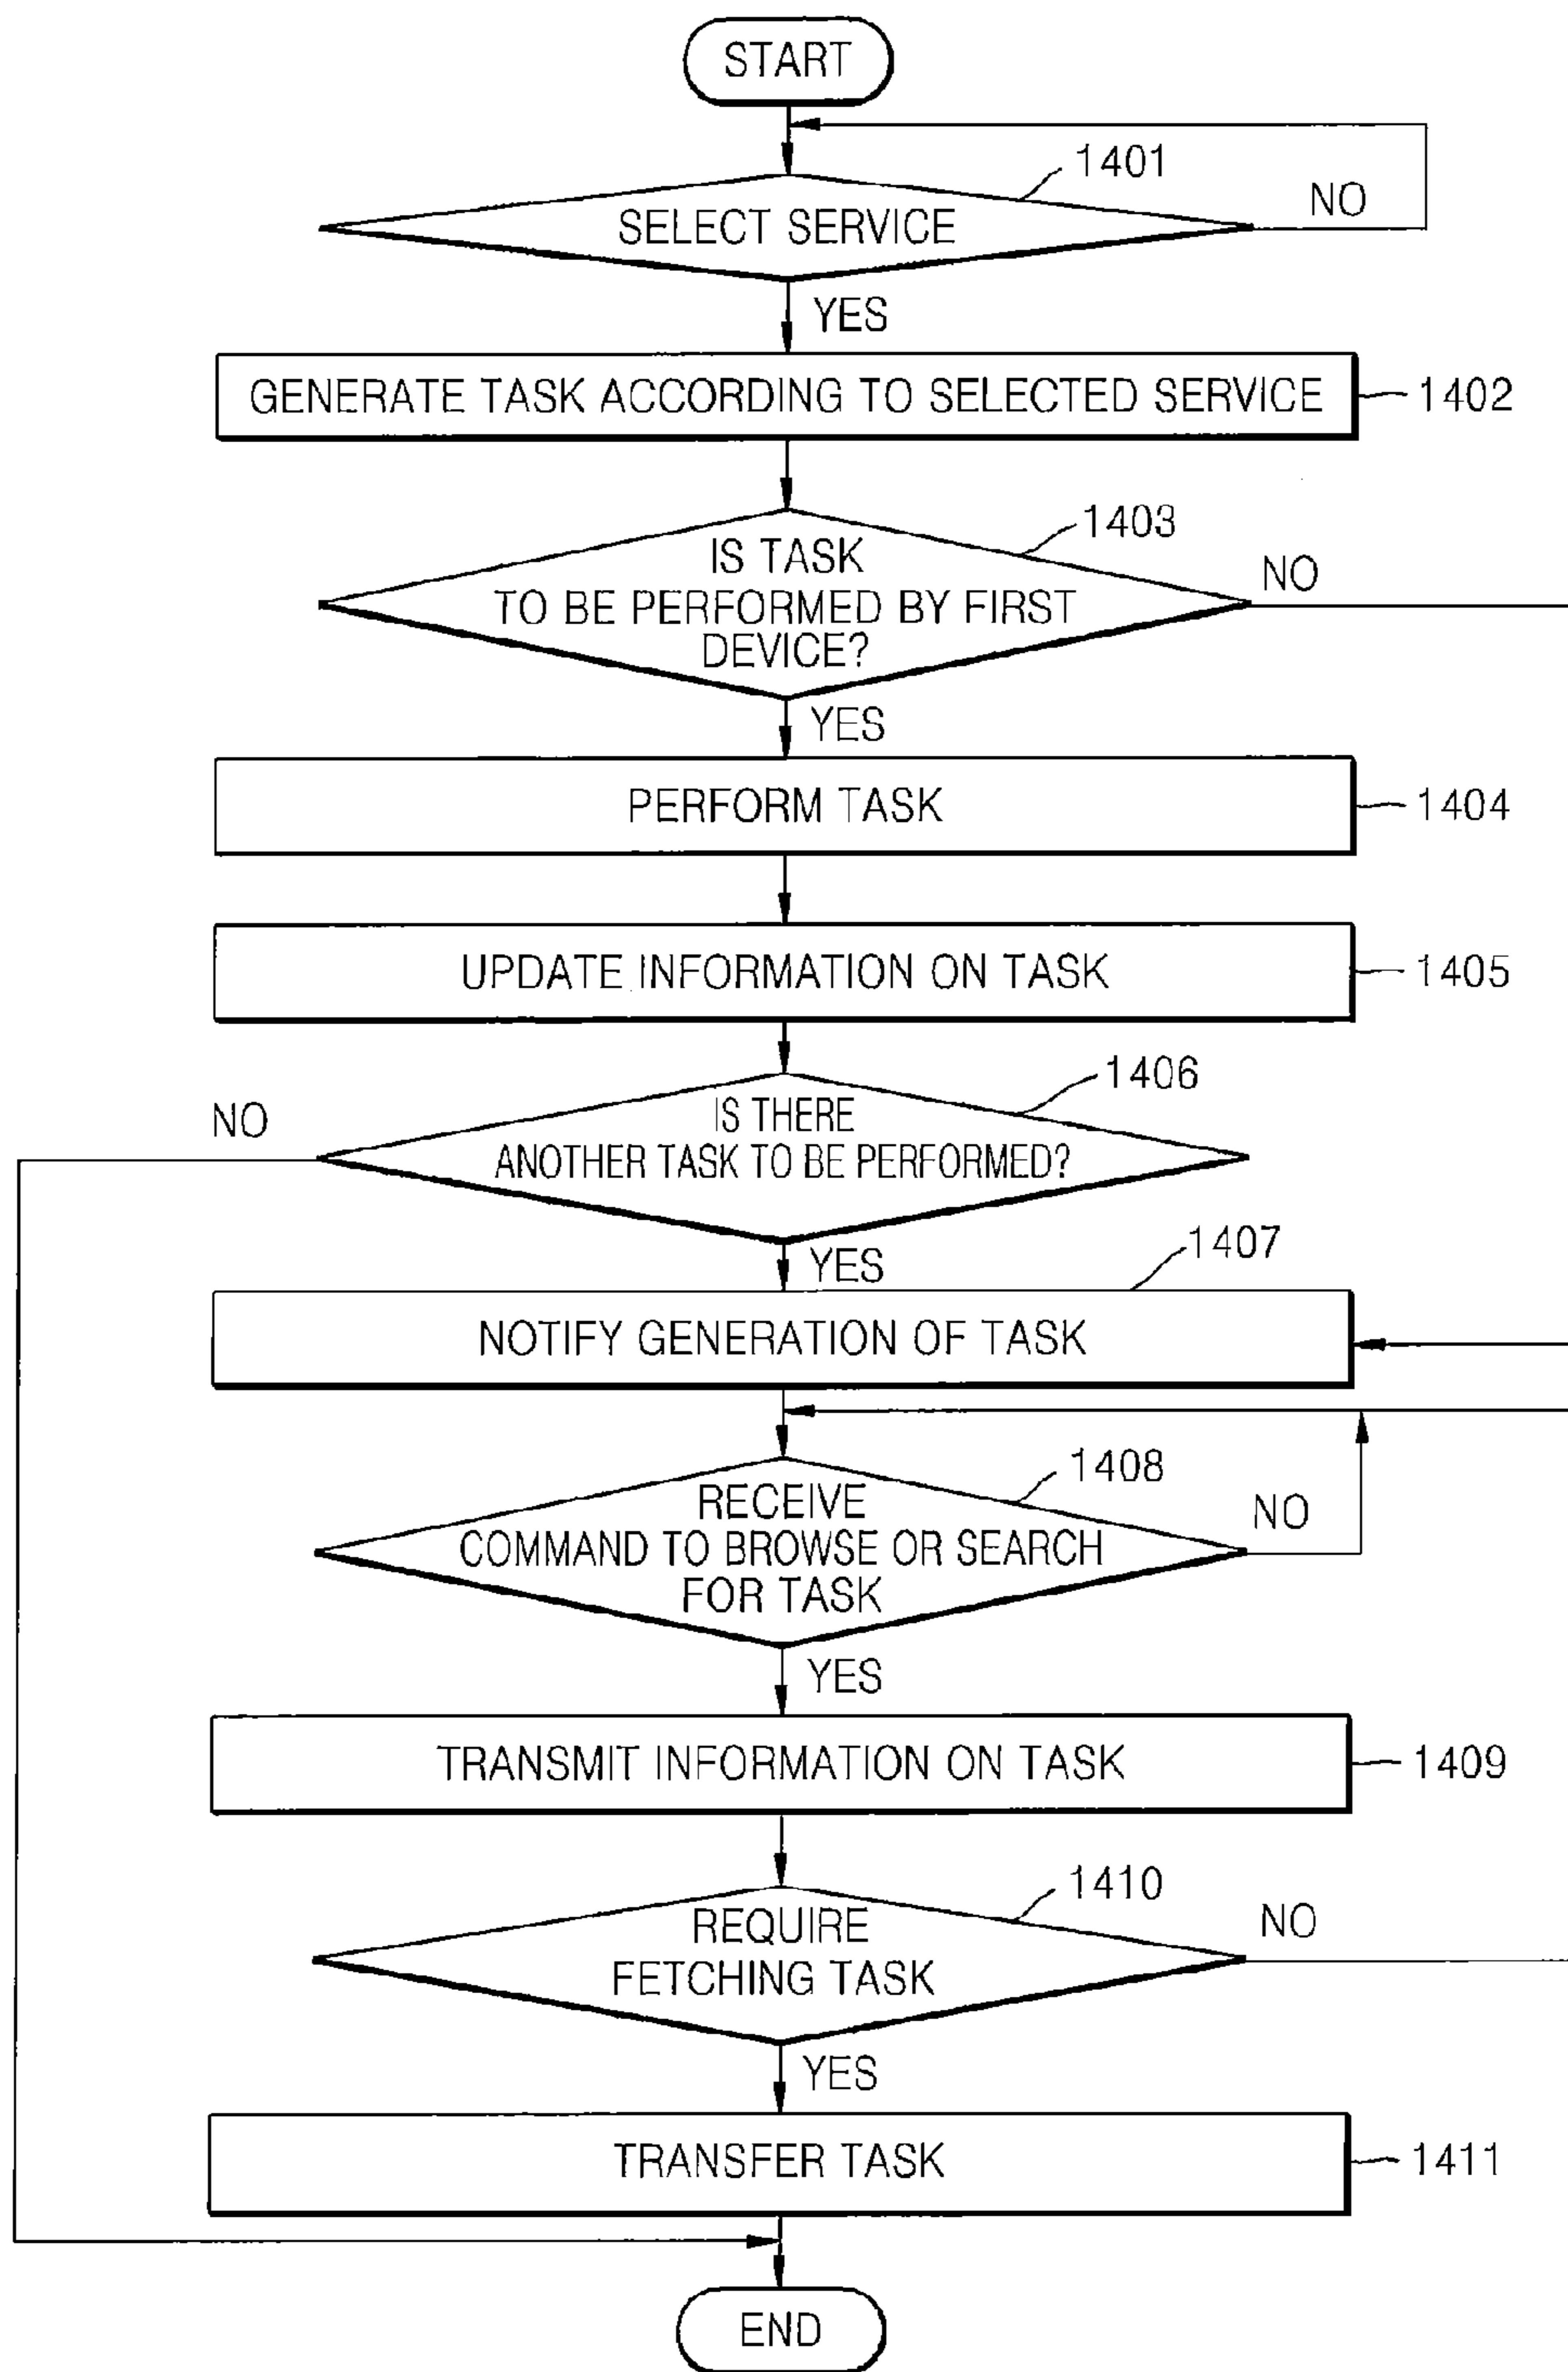 START
1401
SELECT SERVICE
NO
YES
GENERATE TASK ACCORDING TO SELECTED SERVICE
1402
1403
IS TASK
TO BE PERFORMED BY FIRST
DEVICE?
NO
YES
PERFORM TASK
1404
UPDATE INFORMATION ON TASK
1405
1406
NO
IS THERE
ANOTHER TASK TO BE PERFORMED?
YES
1407
NOTIFY GENERATION OF TASK
1408
RECEIVE
COMMAND TO BROWSE OR SEARCH
FOR TASK
NO
YES
TRANSMIT INFORMATION ON TASK
1409
1410
REQUIRE
FETCHING TASK
NO
YES
TRANSFER TASK
1411
END